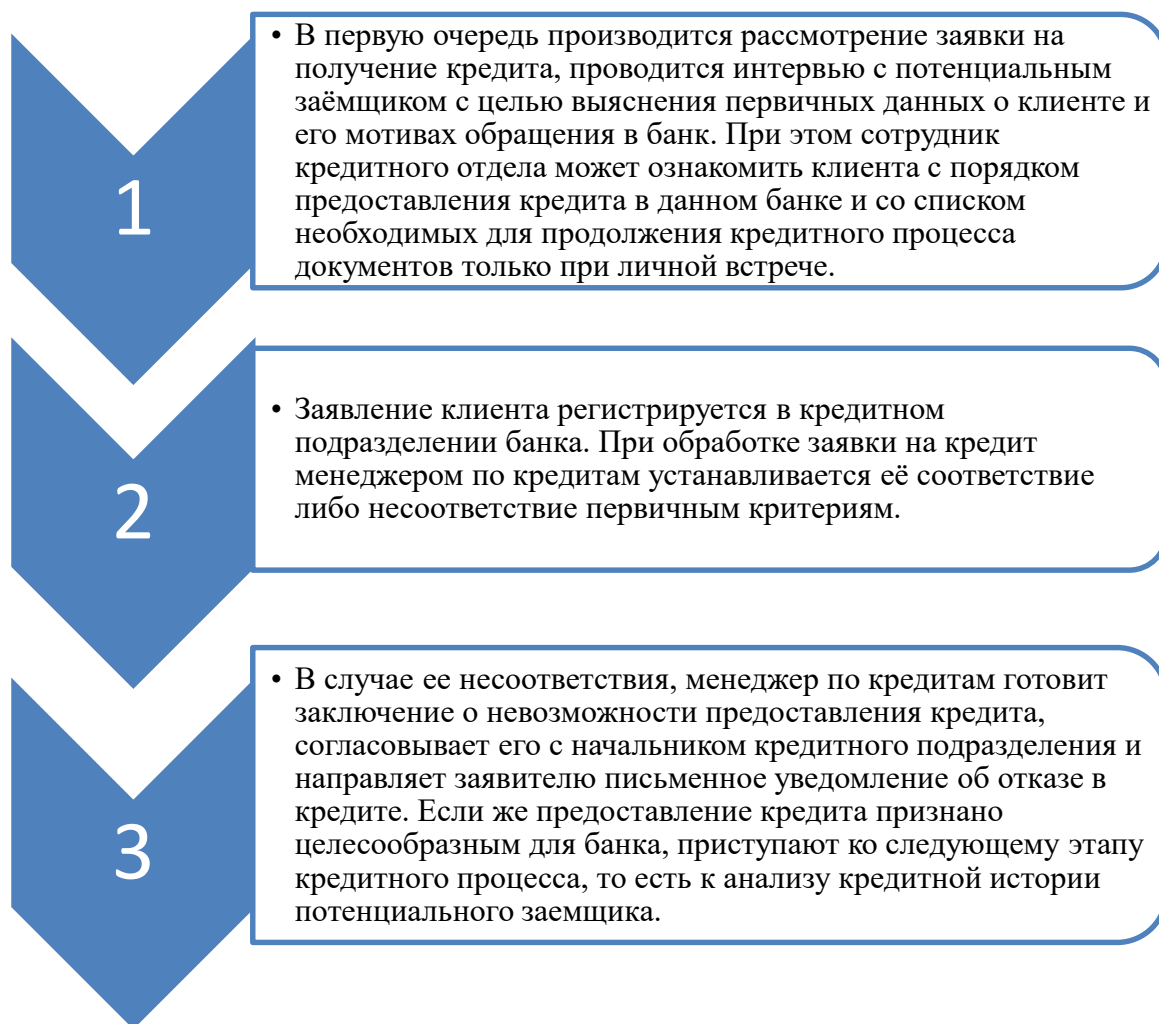 1
• В первую очередь производится рассмотрение заявки на
получение кредита, проводится интервью с потенциальным
заёмщиком с целью выяснения первичных данных о клиенте и
его мотивах обращения в банк. При этом сотрудник
кредитного отдела может ознакомить клиента с порядком
предоставления кредита в данном банке и со списком
необходимых для продолжения кредитного процесса
документов только при личной встрече.
2
• Заявление клиента регистрируется в кредитном
подразделении банка. При обработке заявки на кредит
менеджером по кредитам устанавливается её соответствие
либо несоответствие первичным критериям.
3
• В случае ее несоответствия, менеджер по кредитам готовит
заключение о невозможности предоставления кредита,
согласовывает его с начальником кредитного подразделения и
направляет заявителю письменное уведомление об отказе в
кредите. Если же предоставление кредита признано
целесообразным для банка, приступают ко следующему этапу
кредитного процесса, то есть к анализу кредитной истории
потенциального заемщика.